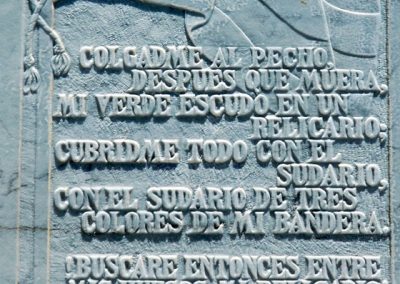 COLGADME AL PECHO,
DESPUES QUE MUERA,
MI VERDE ESCUDO EN UN
RELICARIO;
CUBRIDME TODO CON EL
SUDARIO,
CON EL SUDARIO DE TRES
COLORES DE MI BANDERA.
!BUSCARE ENTONCES ENTRE